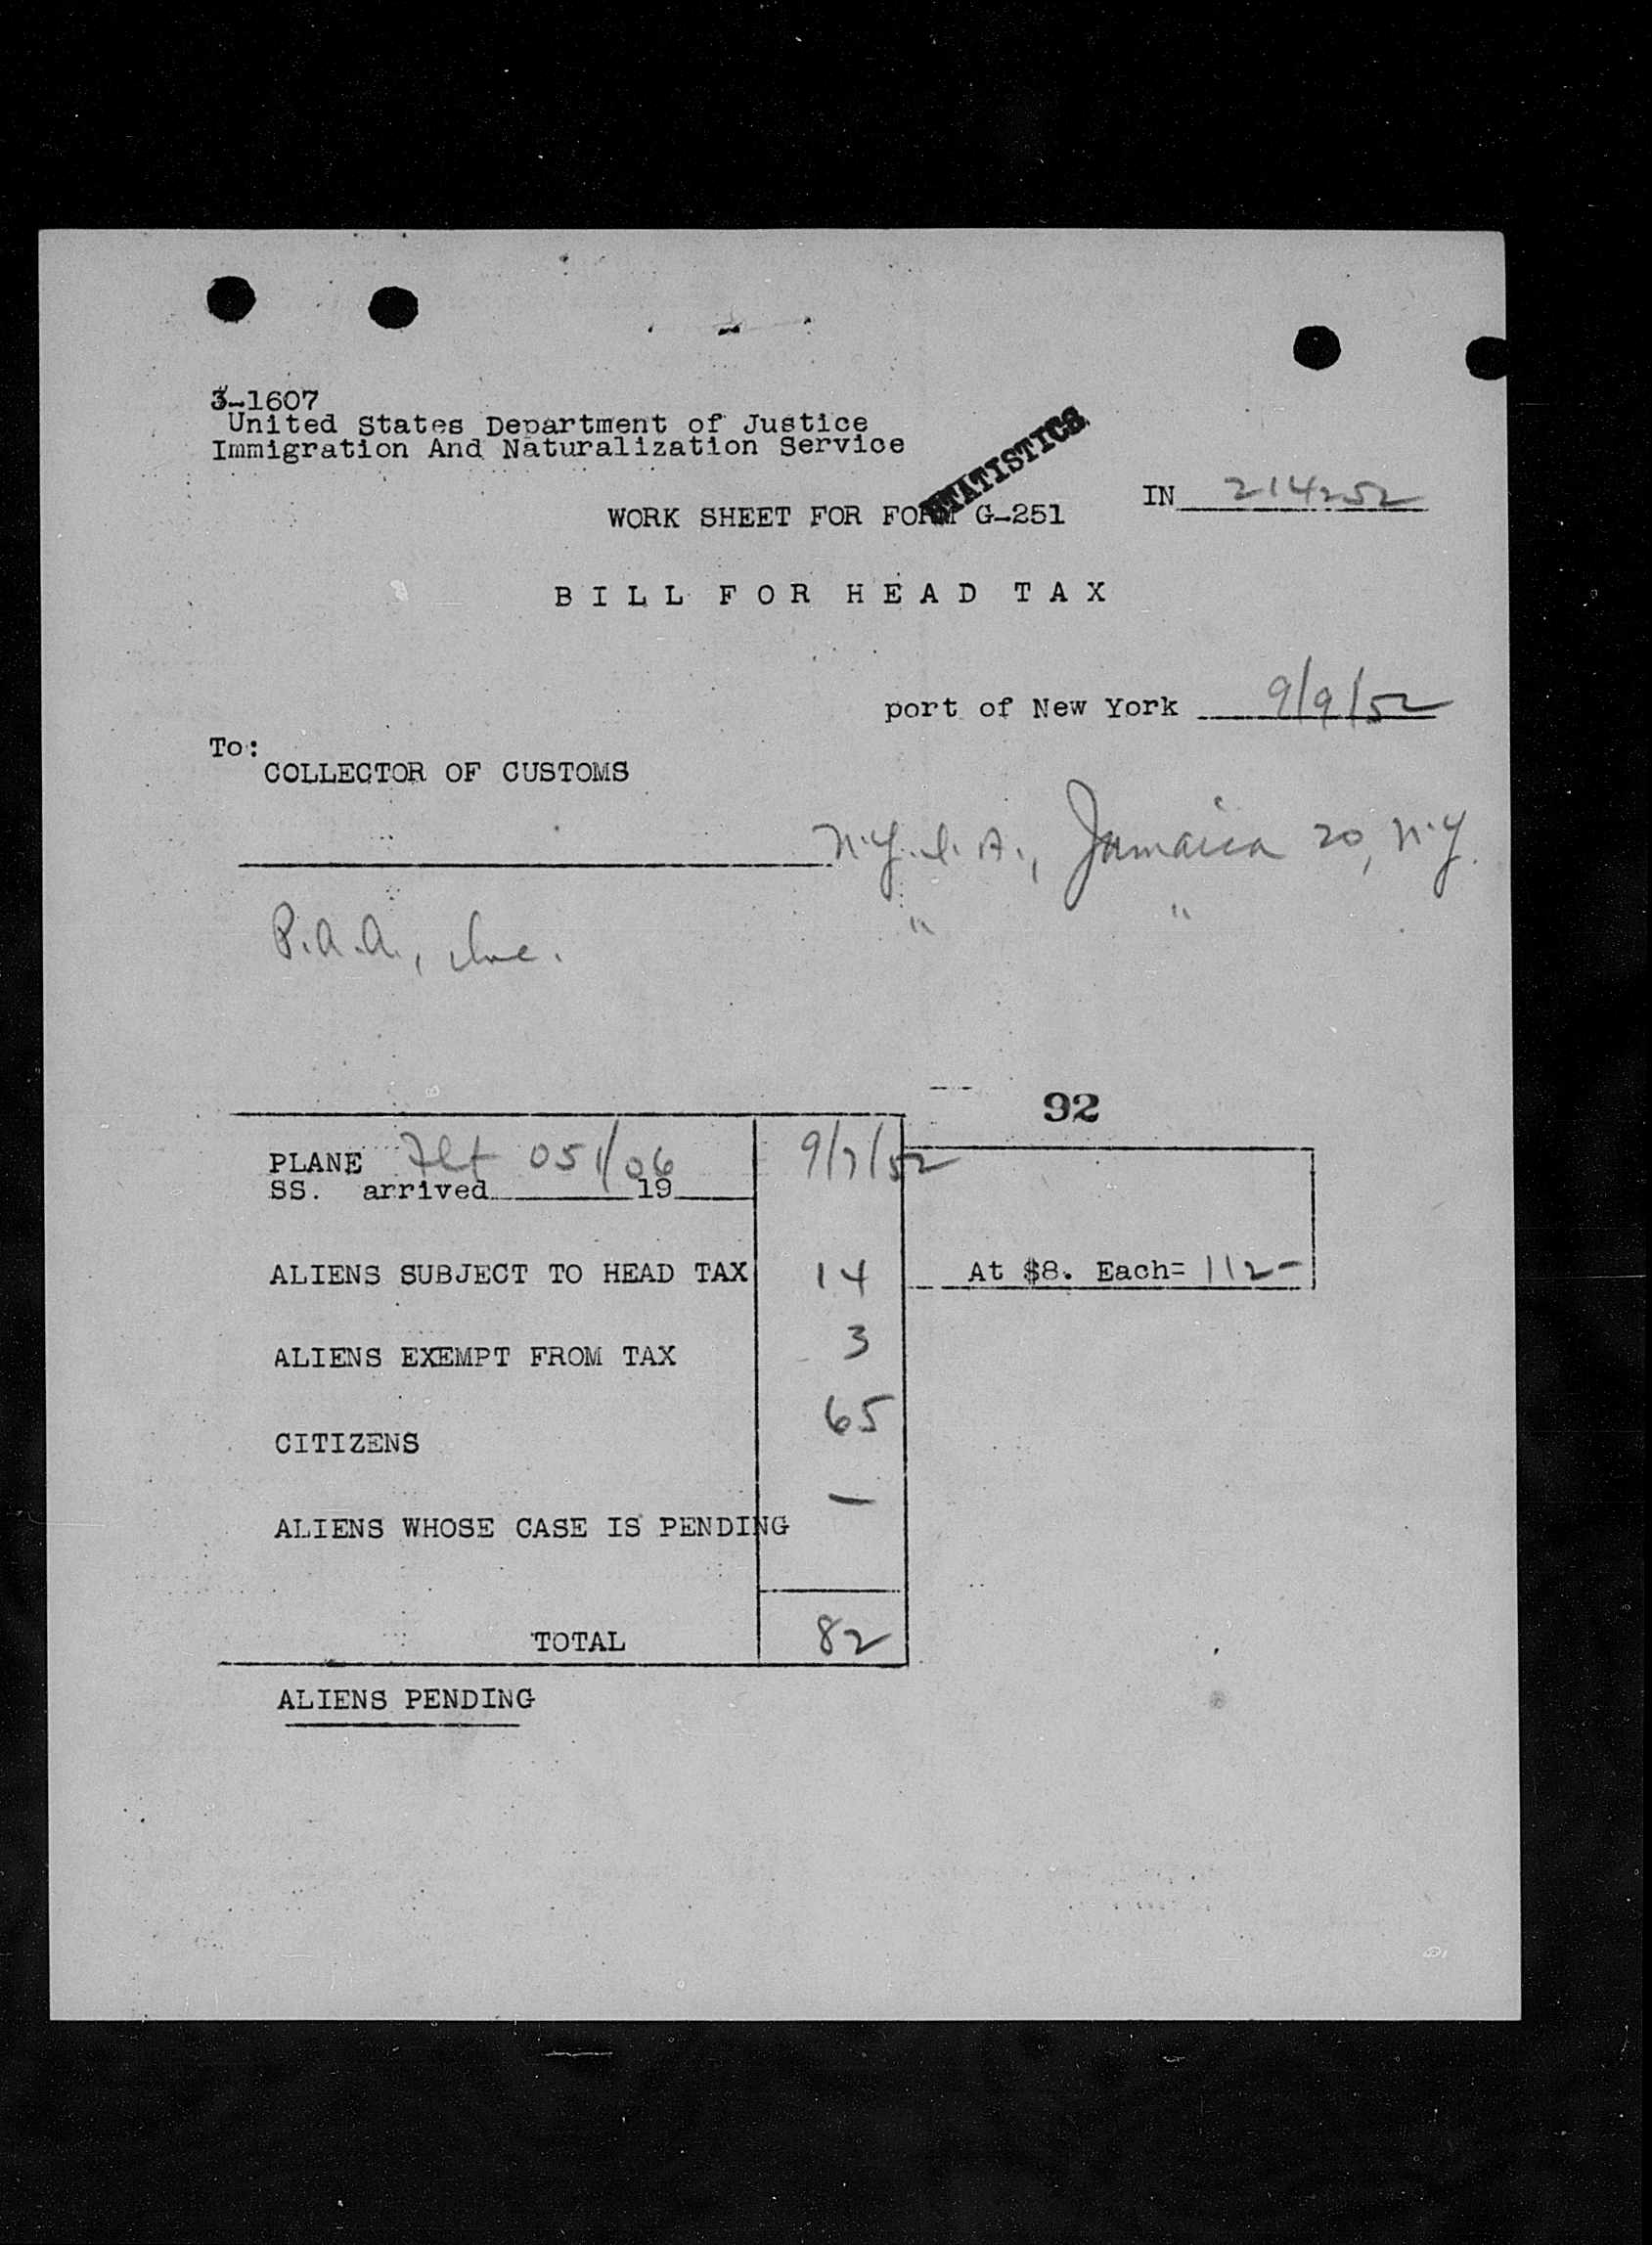 3-1607
United States Department of Justice
Immigration And Naturalization Service
STATISTICS
WORK SHEET FOR FORM G-251
IN 214252
BILL FOR HEAD TAX
port of New York 9/9/52
To:
COLLECTOR OF CUSTOMS
N.Y.I.A., Jamaica 20, N.Y.
P.A.A., Inc. " "
92
PLANE Flt 051/06 9/7/52
SS. arrived 19
ALIENS SUBJECT TO HEAD TAX 14 At $8. Each= 112-
ALIENS EXEMPT FROM TAX 3
CITIZENS 65
ALIENS WHOSE CASE IS PENDING —
TOTAL 82
ALIENS PENDING